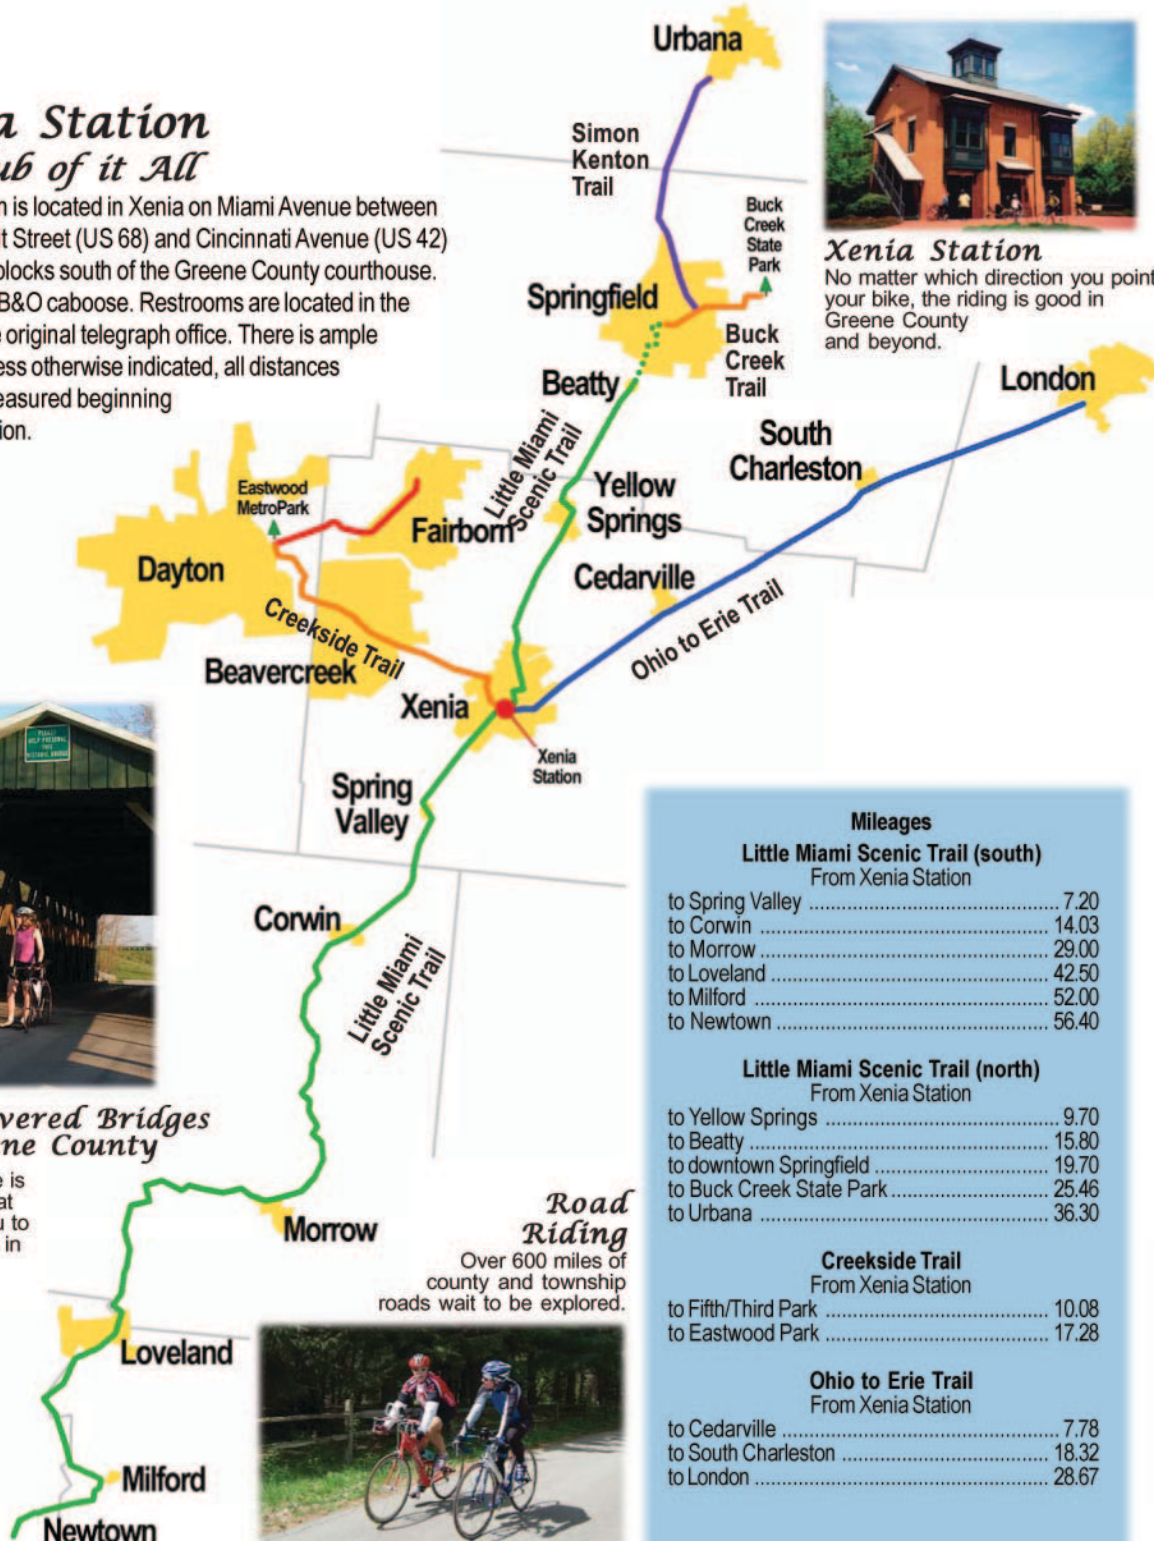 a Station
ub of it All
n is located in Xenia on Miami Avenue between
it Street (US 68) and Cincinnati Avenue (US 42)
blocks south of the Greene County courthouse.
B&O caboose. Restrooms are located in the
e original telegraph office. There is ample
ess otherwise indicated, all distances
easured beginning
ion.
Urbana
Simon
Kenton
Trail
Buck
Creek
State
Park
Springfield
Buck
Creek
Trail
Beatty
Little Miami
Scenic Trail
Xenia Station
No matter which direction you point
your bike, the riding is good in
Greene County
and beyond.
London
South
Charleston
Eastwood
MetroPark
Fairborn
Yellow
Springs
Dayton
Cedarville
Creekside Trail
Ohio to Erie Trail
Beavercreek
Xenia
Xenia
Station
Spring
Valley
Corwin
Little Miami
Scenic Trail
PLEASE
HELP PRESERVE
THIS
HISTORIC BRIDGE
vered Bridges
ne County
e is
at
u to
in
Morrow
Road
Riding
Over 600 miles of
county and township
roads wait to be explored.
Loveland
Milford
Newtown
Mileages
Little Miami Scenic Trail (south)
From Xenia Station
to Spring Valley 7.20
to Corwin 14.03
to Morrow 29.00
to Loveland 42.50
to Milford 52.00
to Newtown 56.40
Little Miami Scenic Trail (north)
From Xenia Station
to Yellow Springs 9.70
to Beatty 15.80
to downtown Springfield 19.70
to Buck Creek State Park 25.46
to Urbana 36.30
Creekside Trail
From Xenia Station
to Fifth/Third Park 10.08
to Eastwood Park 17.28
Ohio to Erie Trail
From Xenia Station
to Cedarville 7.78
to South Charleston 18.32
to London 28.67